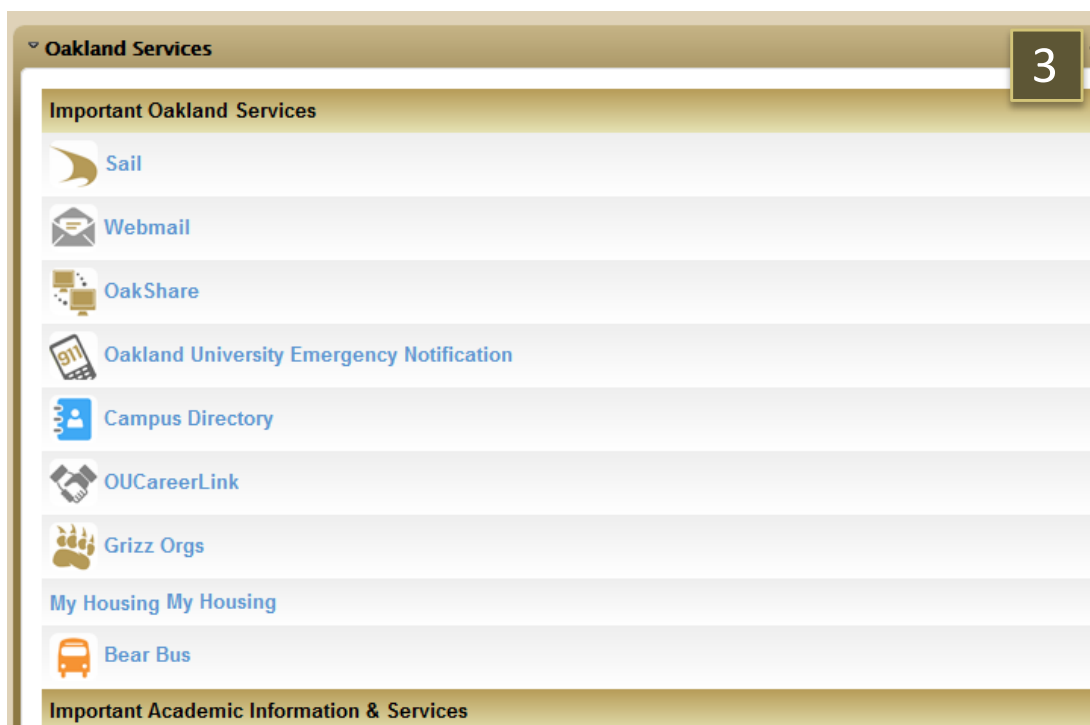 Oakland Services
3
Important Oakland Services
Sail
Webmail
OakShare
911
Oakland University Emergency Notification
Campus Directory
OUCareerLink
Grizz Orgs
My Housing My Housing
Bear Bus
Important Academic Information & Services